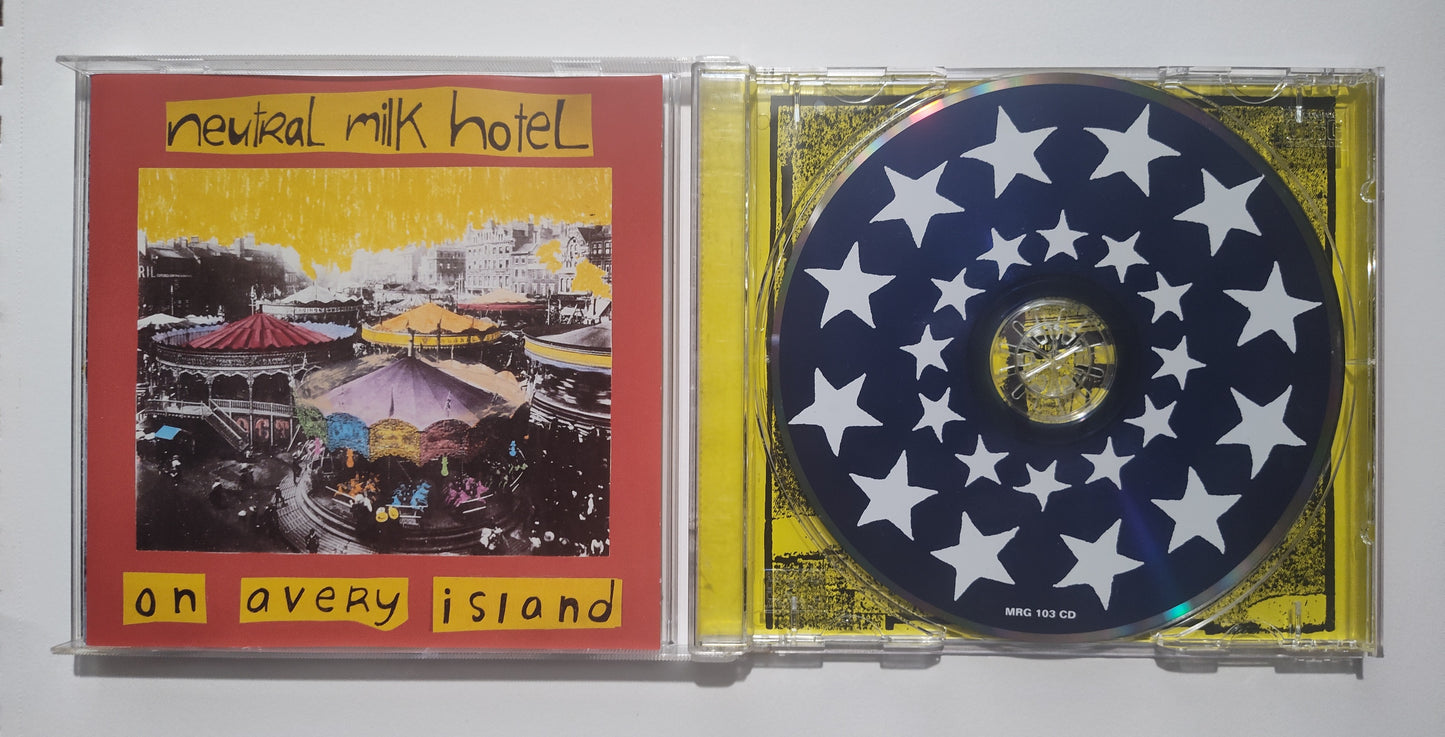 neutral milk hotel
on avery island
MRG 103 CD